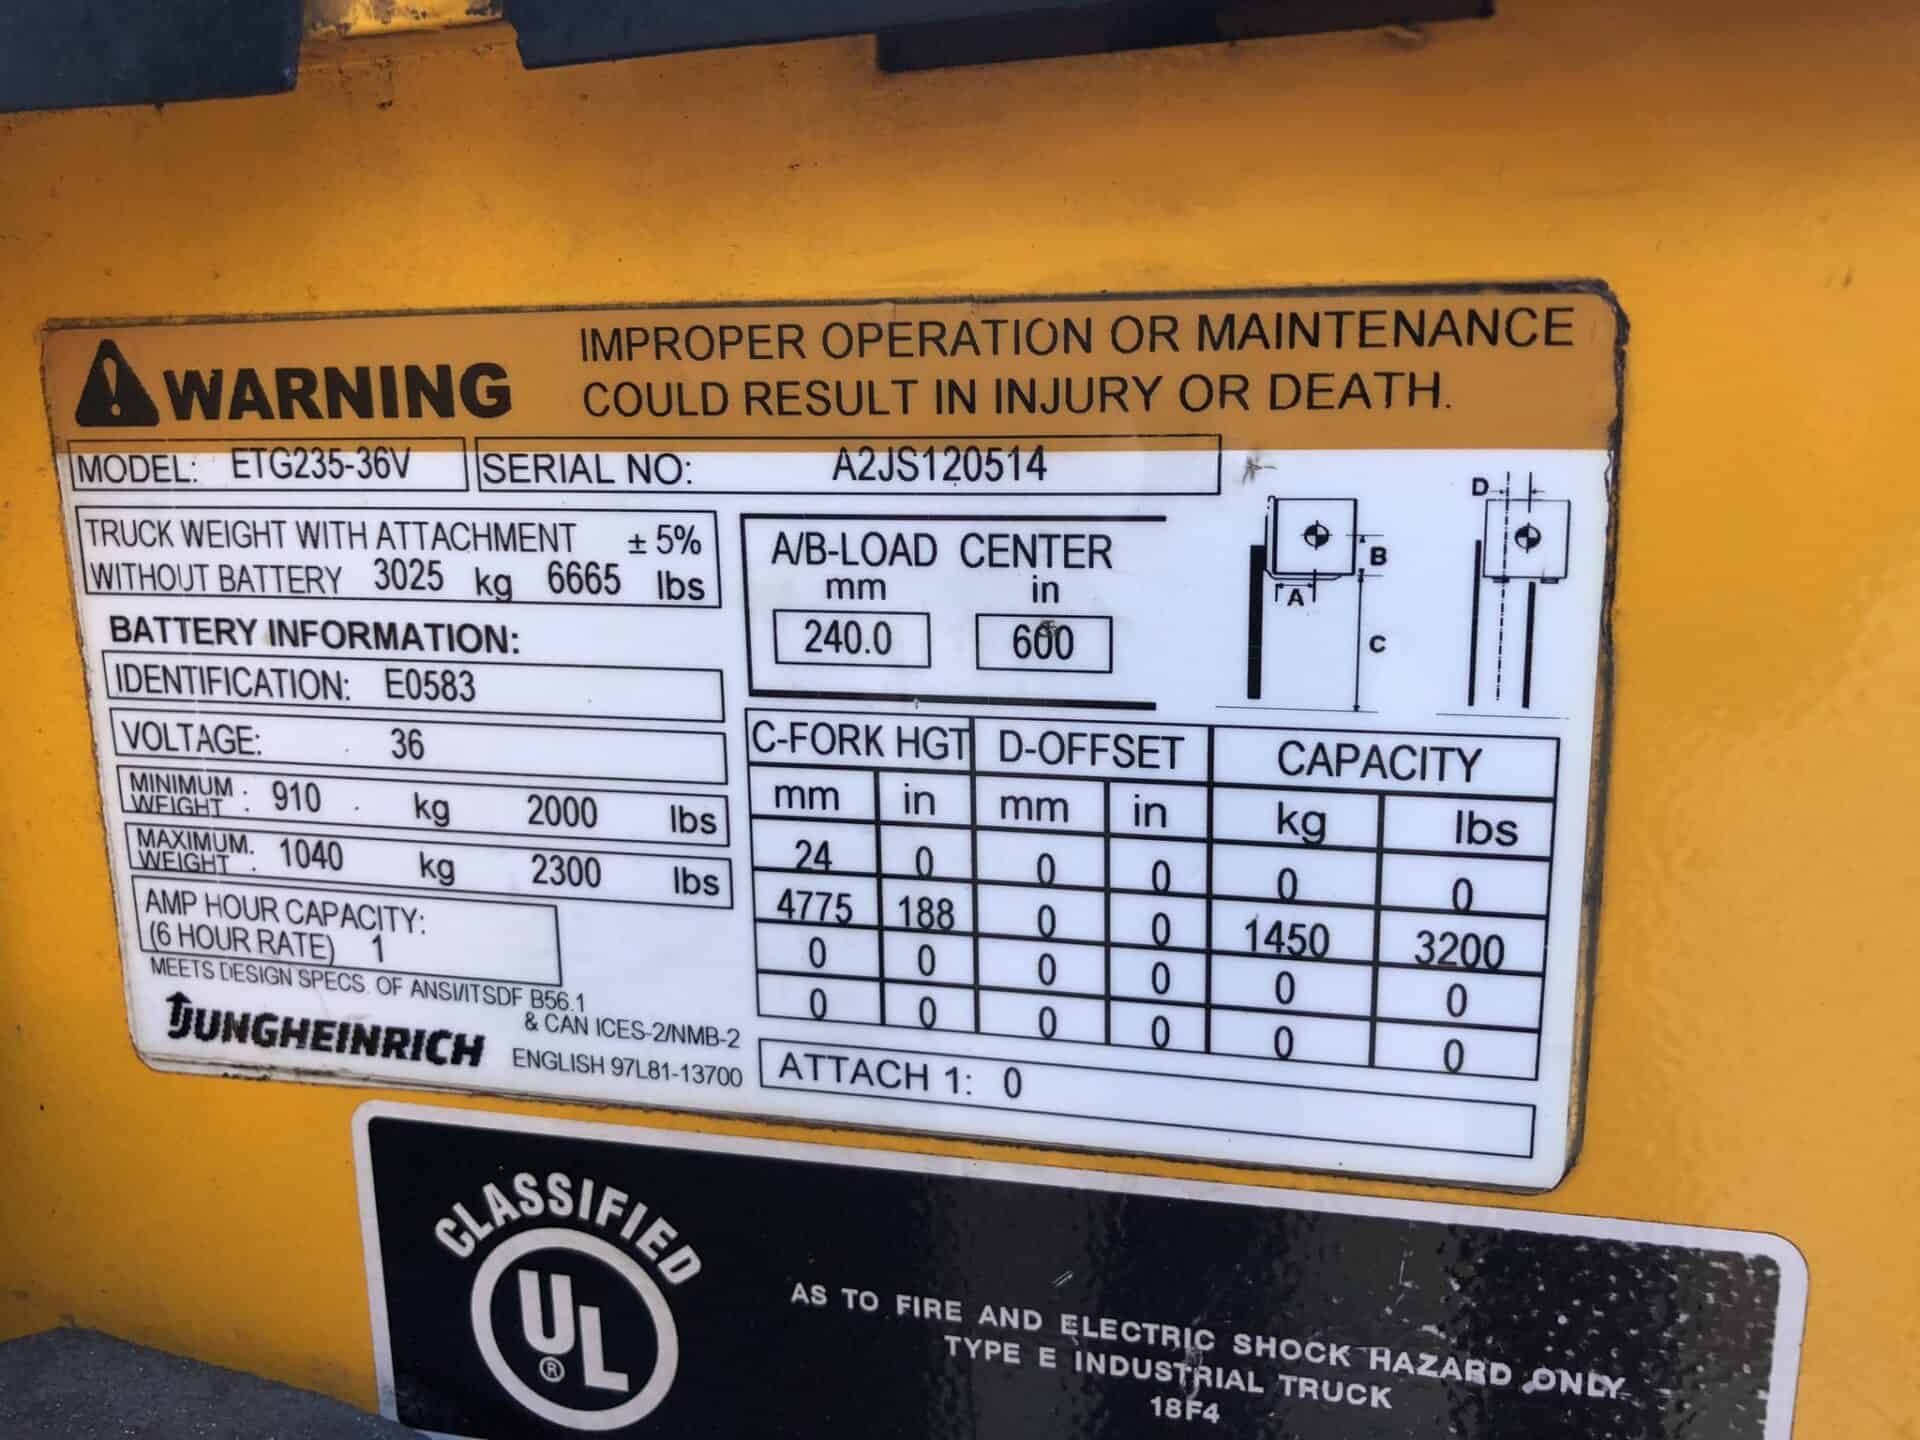 WARNING
IMPROPER OPERATION OR MAINTENANCE
COULD RESULT IN INJURY OR DEATH.
MODEL: ETG235-36V
SERIAL NO: A2JS120514
TRUCK WEIGHT WITH ATTACHMENT ± 5%
WITHOUT BATTERY 3025 kg 6665 lbs
BATTERY INFORMATION:
IDENTIFICATION: E0583
VOLTAGE: 36
MINIMUM WEIGHT : 910 kg 2000 lbs
MAXIMUM. WEIGHT . 1040 kg 2300 lbs
AMP HOUR CAPACITY:
(6 HOUR RATE) 1
MEETS DESIGN SPECS. OF ANSI/ITSDF B56.1
& CAN ICES-2/NMB-2
JUNGHEINRICH
ENGLISH 97L81-13700
A/B-LOAD CENTER
mm in
240.0 600
A
B
C
D
C-FORK HGT D-OFFSET CAPACITY
mm in mm in kg lbs
24 0 0 0 0 0
4775 188 0 0 1450 3200
0 0 0 0 0 0
0 0 0 0 0 0
ATTACH 1: 0
CLASSIFIED
UL ®
AS TO FIRE AND ELECTRIC SHOCK HAZARD ONLY
TYPE E INDUSTRIAL TRUCK
18F4